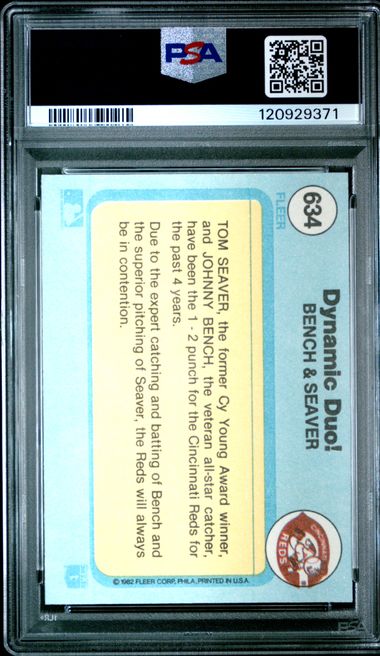 PSA
120929371
634
FLEER
Dynamic Duo!
BENCH & SEAVER
CINCINNATI
REDS
TOM SEAVER, the former Cy Young Award winner,
and JOHNNY BENCH, the veteran all-star catcher,
have been the 1 - 2 punch for the Cincinnati Reds for
the past 4 years.
Due to the expert catching and batting of Bench and
the superior pitching of Seaver, the Reds will always
be in contention.
© 1982 FLEER CORP., PHILA., PRINTED IN U.S.A.
PSA